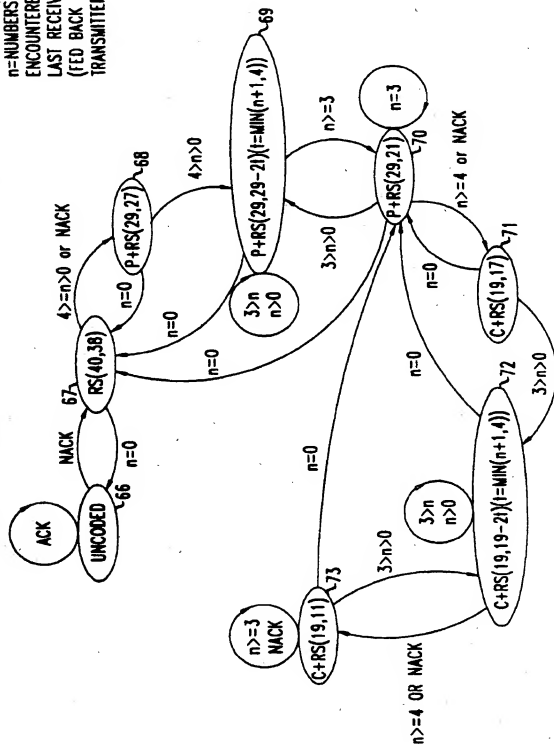 n=NUMBERS
ENCOUNTERE
LAST RECEIV
(FED BACK
TRANSMITTE
ACK
UNCODED
66
NACK
n=0
67
RS(40,38)
4>=n>0 or NACK
n=0
P+RS(29,27)
68
4>n>0
n=0
3>n
n>0
P+RS(29,29-2t)(t=MIN(n+1,4))
69
n>=3
3>n>0
n=0
n=3
P+RS(29,21)
70
n>=4 or NACK
n=0
C+RS(19,17)
71
3>n>0
n=0
72
C+RS(19,19-2t)(t=MIN(n+1,4))
3>n
n>0
3>n>0
n=0
n>=4 OR NACK
73
C+RS(19,11)
n>=3
NACK